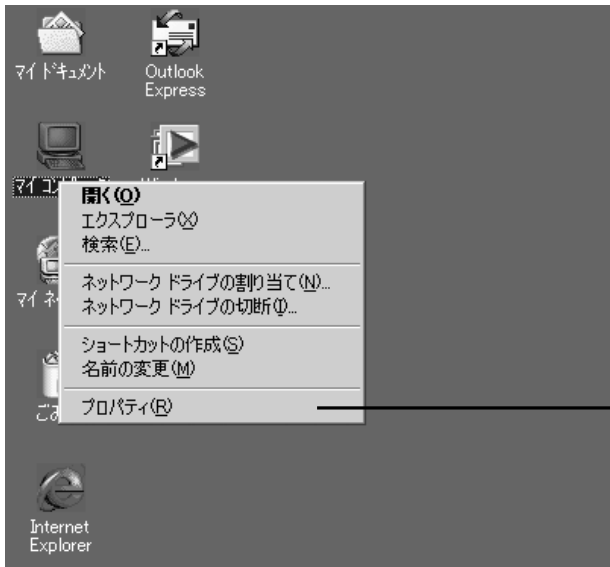 マイ ドキュメント
Outlook
Express
開く(O)
エクスプローラ(X)
検索(E)...
ネットワーク ドライブの割り当て(N)...
ネットワーク ドライブの切断(I)...
ショートカットの作成(S)
名前の変更(M)
プロパティ(R)
Internet
Explorer